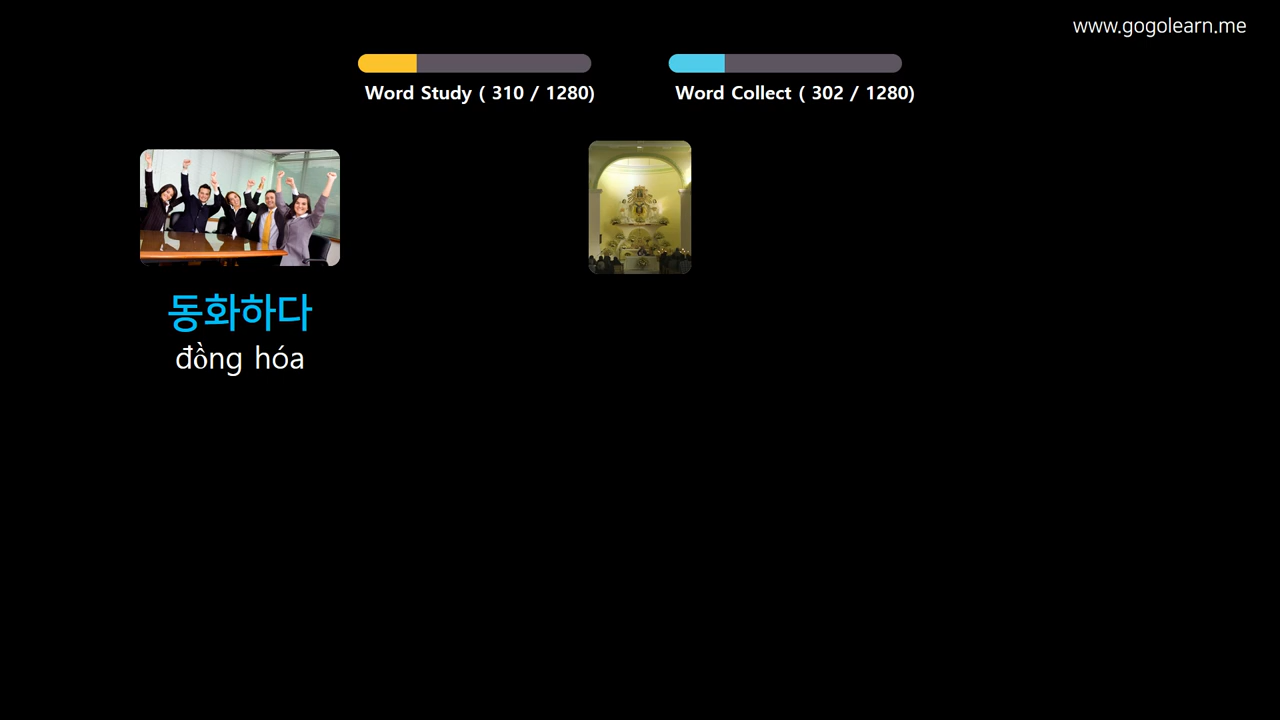 www.gogolearn.me
Word Study ( 310 / 1280)
Word Collect ( 302 / 1280)
동화하다
đồng hóa